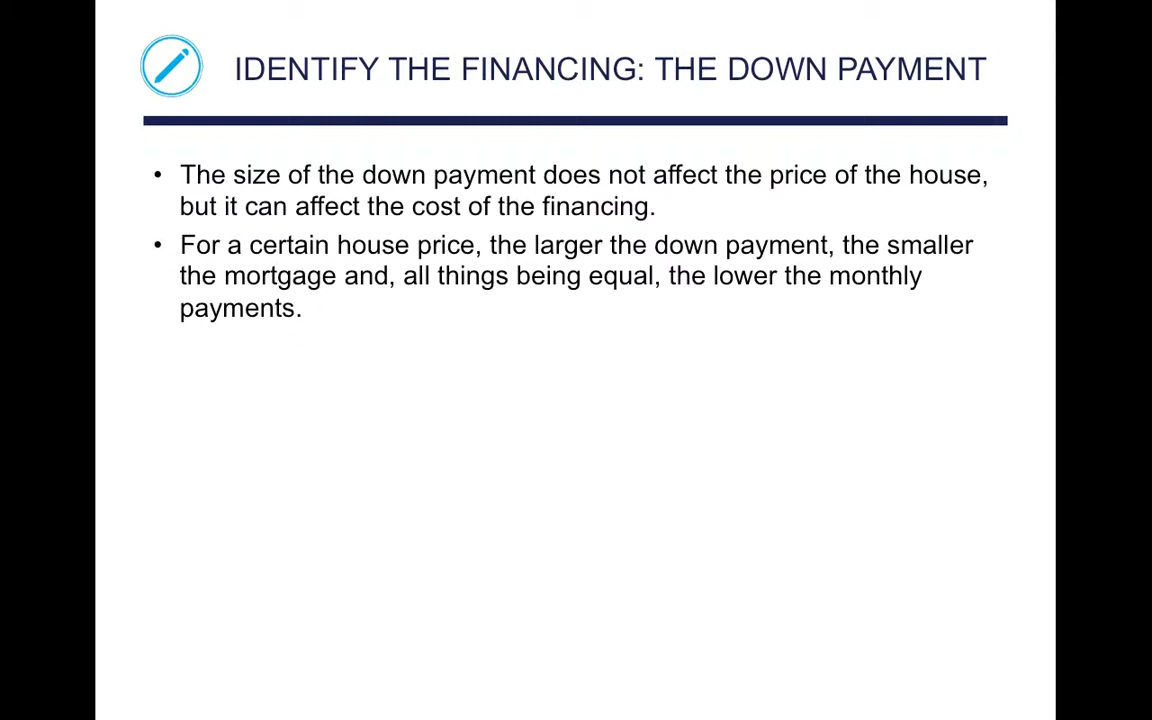 IDENTIFY THE FINANCING: THE DOWN PAYMENT
• The size of the down payment does not affect the price of the house,
but it can affect the cost of the financing.
• For a certain house price, the larger the down payment, the smaller
the mortgage and, all things being equal, the lower the monthly
payments.